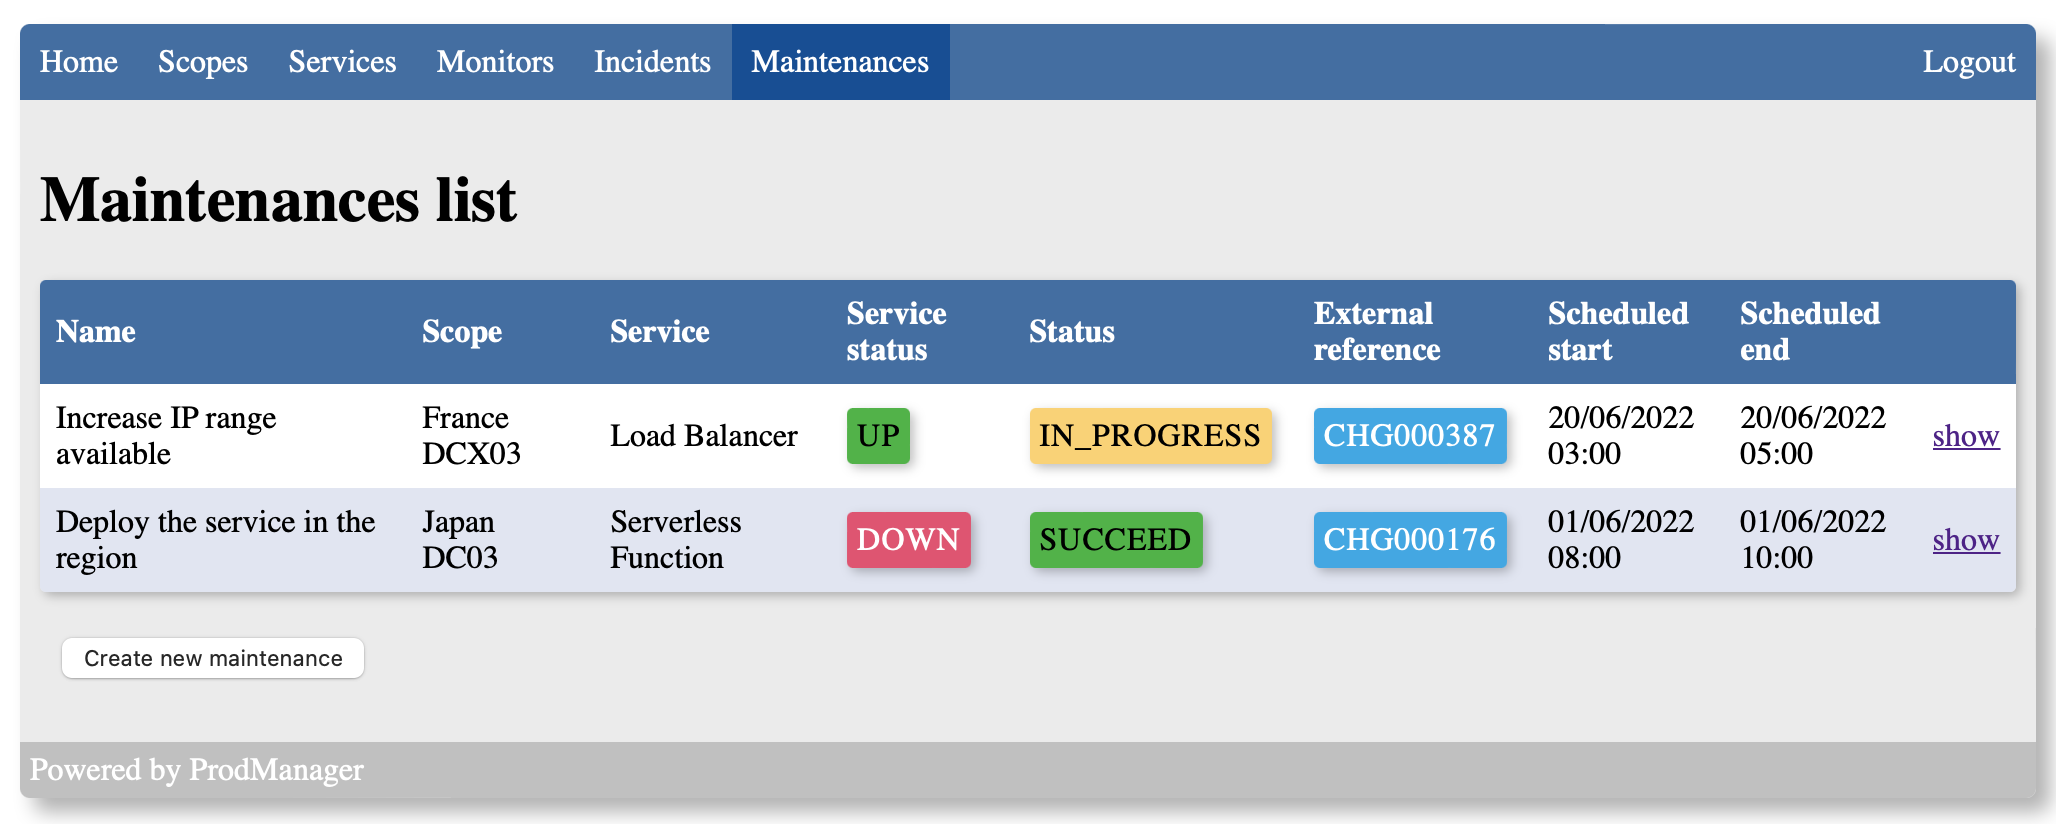 Home Scopes Services Monitors Incidents Maintenances Logout
Maintenances list
Name Scope Service Service status Status External reference Scheduled start Scheduled end
Increase IP range available France DCX03 Load Balancer UP IN_PROGRESS CHG000387 20/06/2022 03:00 20/06/2022 05:00 show
Deploy the service in the region Japan DC03 Serverless Function DOWN SUCCEED CHG000176 01/06/2022 08:00 01/06/2022 10:00 show
Create new maintenance
Powered by ProdManager